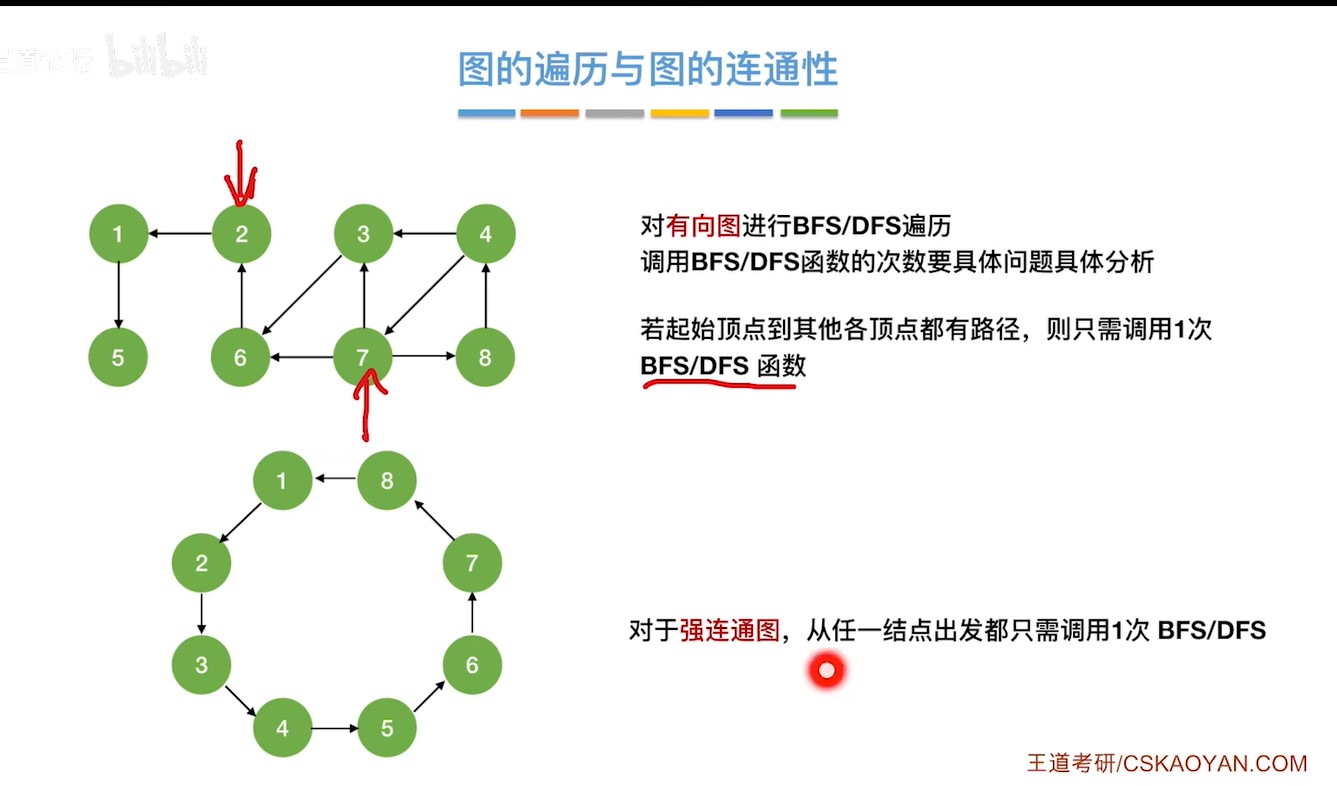 bilibili
图的遍历与图的连通性
1
2
3
4
5
6
7
8
对有向图进行BFS/DFS遍历
调用BFS/DFS函数的次数要具体问题具体分析
若起始顶点到其他各顶点都有路径，则只需调用1次
BFS/DFS 函数
1
8
2
7
3
6
4
5
对于强连通图，从任一结点出发都只需调用1次 BFS/DFS
王道考研/CSKAOYAN.COM